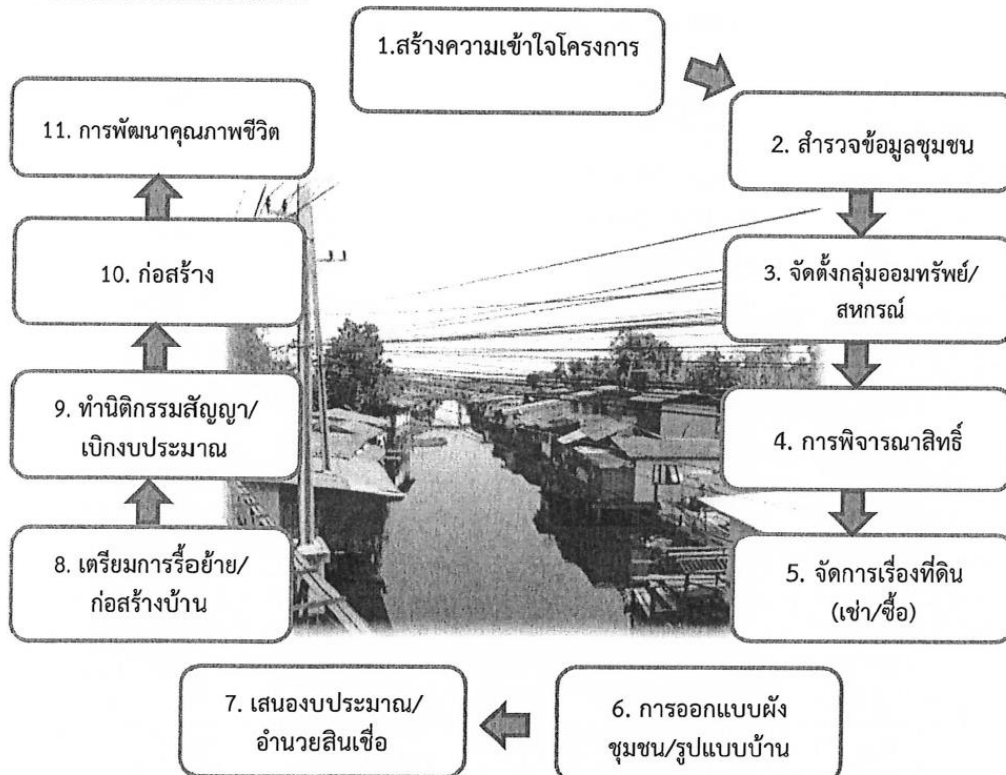 1.สร้างความเข้าใจโครงการ
2. สำรวจข้อมูลชุมชน
3. จัดตั้งกลุ่มออมทรัพย์/
สหกรณ์
4. การพิจารณาสิทธิ์
5. จัดการเรื่องที่ดิน
(เช่า/ซื้อ)
6. การออกแบบผัง
ชุมชน/รูปแบบบ้าน
7. เสนองบประมาณ/
อำนวยสินเชื่อ
8. เตรียมการรื้อย้าย/
ก่อสร้างบ้าน
9. ทำนิติกรรมสัญญา/
เบิกงบประมาณ
10. ก่อสร้าง
11. การพัฒนาคุณภาพชีวิต